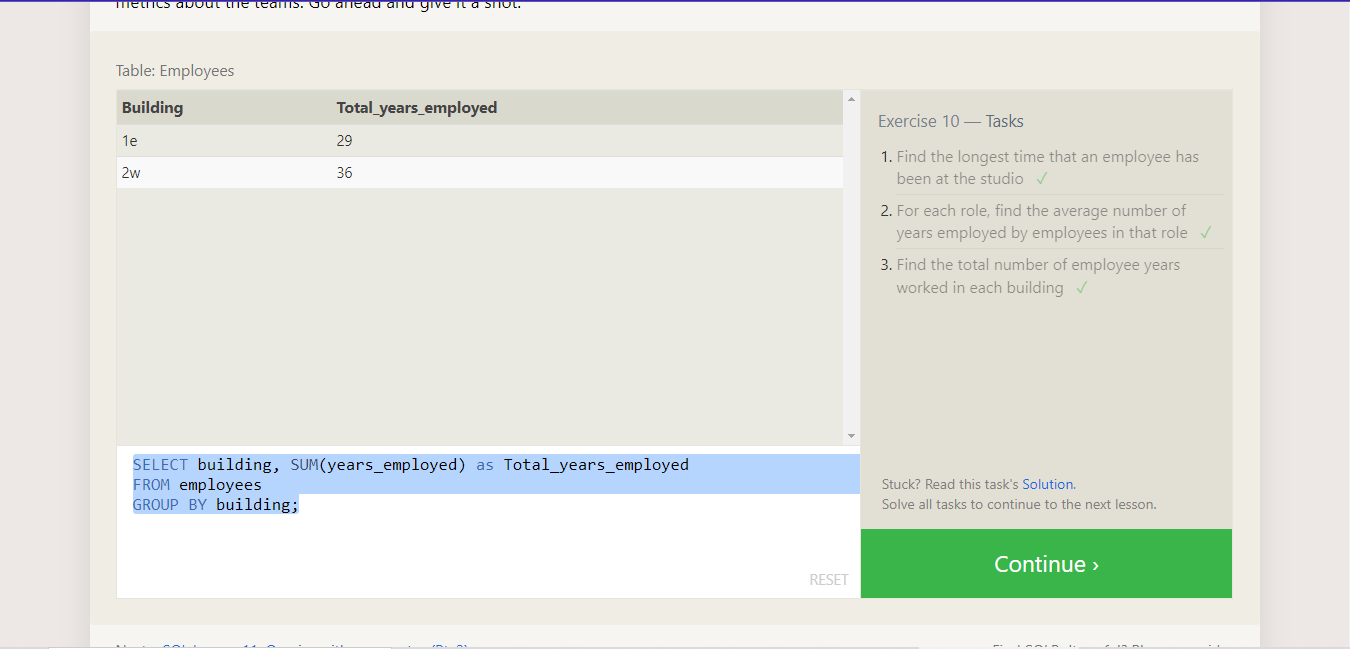 metrics about the teams. Go ahead and give it a shot.
Table: Employees
Building Total_years_employed
1e 29
2w 36
SELECT building, SUM(years_employed) as Total_years_employed
FROM employees
GROUP BY building;
RESET
Exercise 10 — Tasks
1. Find the longest time that an employee has
been at the studio ✓
2. For each role, find the average number of
years employed by employees in that role ✓
3. Find the total number of employee years
worked in each building ✓
Stuck? Read this task's Solution.
Solve all tasks to continue to the next lesson.
Continue ›